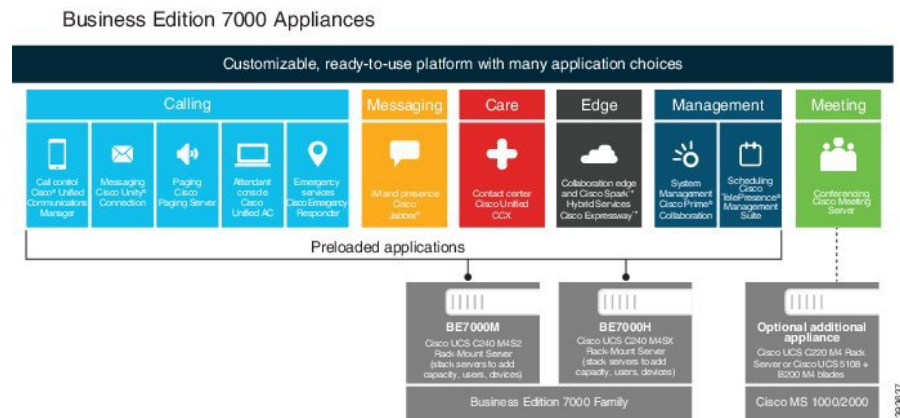 Business Edition 7000 Appliances
Customizable, ready-to-use platform with many application choices
Calling
Messaging
Care
Edge
Management
Meeting
Call control
Cisco® Unified
Communications
Manager
Messaging
Cisco Unity®
Connection
Paging
Cisco
Paging Server
Attendant
console
Cisco
Unified AC
Emergency
services
Cisco Emergency
Responder
IM and presence
Cisco
Jabber®
Contact center
Cisco Unified
CCX
Collaboration edge
and Cisco Spark™
Hybrid Services
Cisco Expressway™
System
Management
Cisco Prime®
Collaboration
Scheduling
Cisco
TelePresence®
Management
Suite
Conferencing
Cisco Meeting
Server
Preloaded applications
BE7000M
Cisco UCS C240 M4S2
Rack-Mount Server
(stack servers to add
capacity, users, devices)
BE7000H
Cisco UCS C240 M4SX
Rack-Mount Server
(stack servers to add
capacity, users, devices)
Business Edition 7000 Family
Optional additional
appliance
Cisco UCS C220 M4 Rack
Server or Cisco UCS 5108 +
B200 M4 blades
Cisco MS 1000/2000